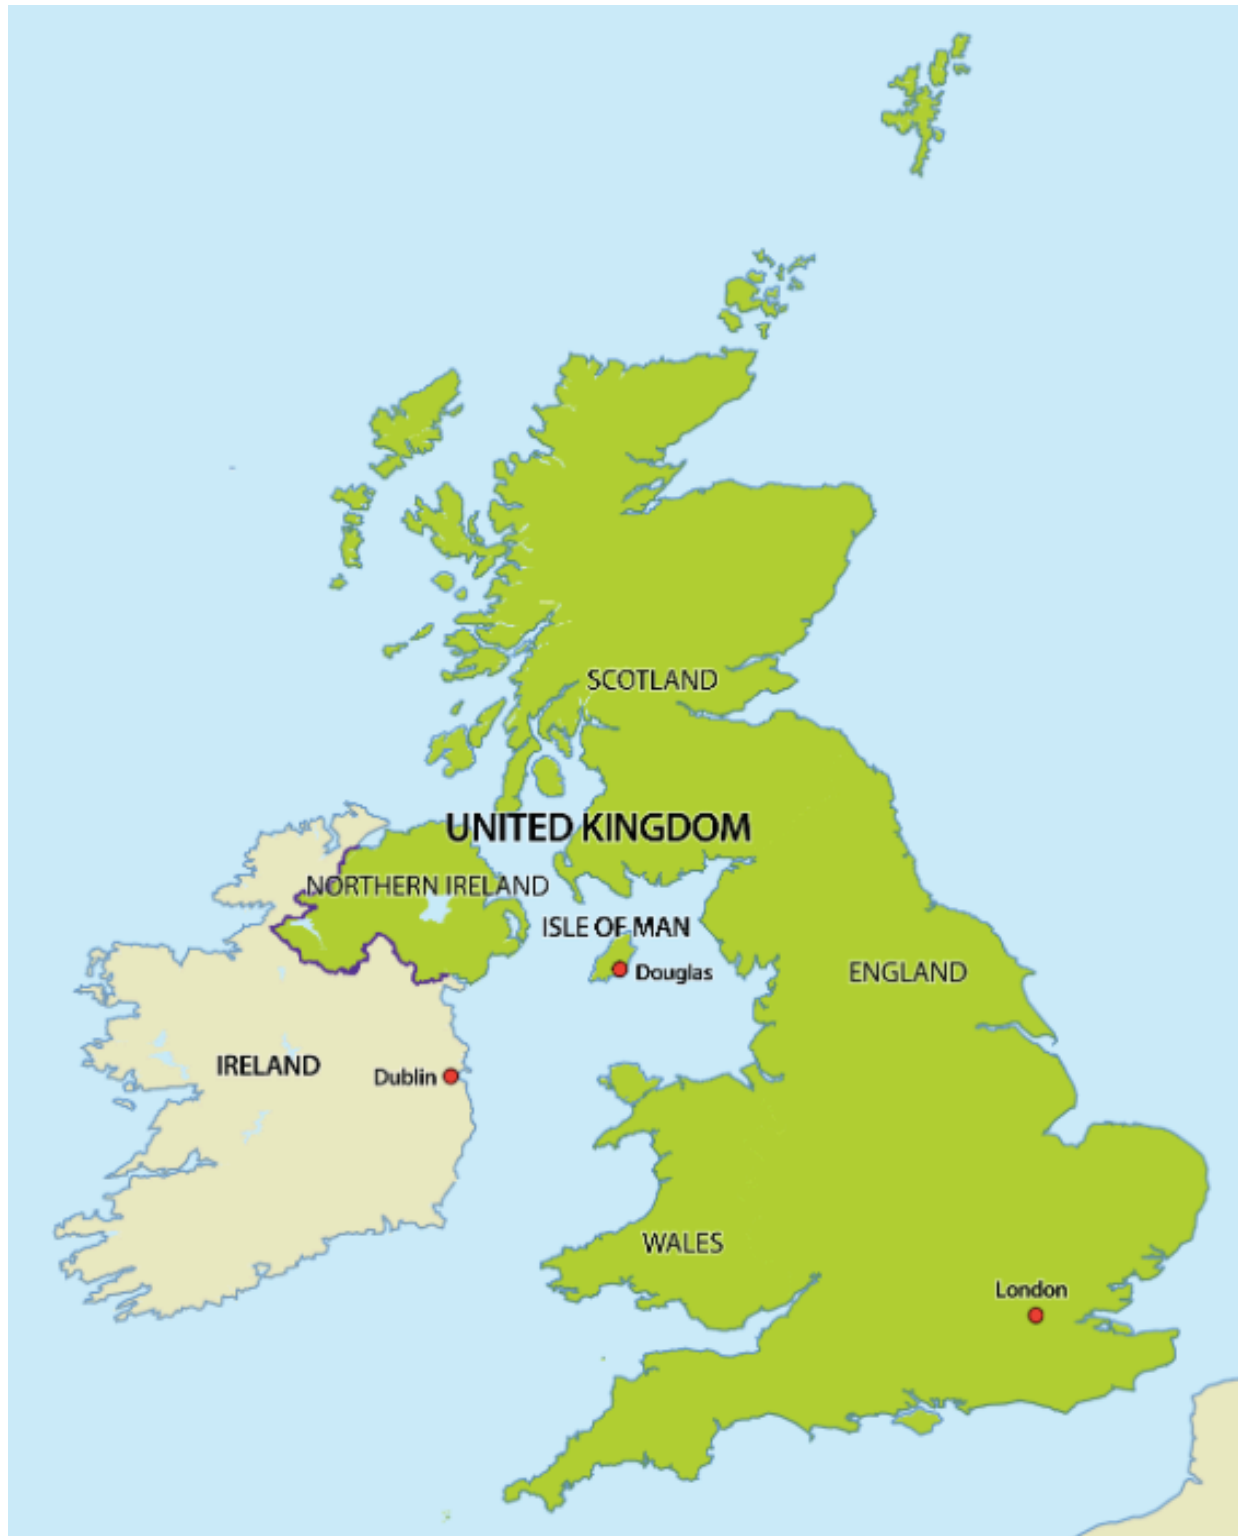 SCOTLAND
UNITED KINGDOM
NORTHERN IRELAND
ISLE OF MAN
Douglas
ENGLAND
IRELAND
Dublin
WALES
London